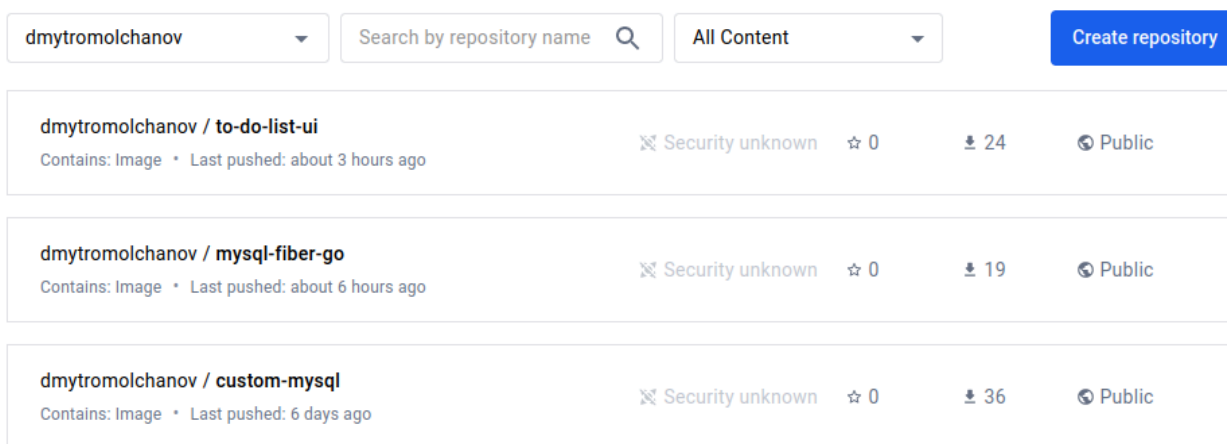 dmytromolchanov Search by repository name All Content Create repository
dmytromolchanov / to-do-list-ui
Security unknown 0 24 Public
Contains: Image • Last pushed: about 3 hours ago
dmytromolchanov / mysql-fiber-go
Security unknown 0 19 Public
Contains: Image • Last pushed: about 6 hours ago
dmytromolchanov / custom-mysql
Security unknown 0 36 Public
Contains: Image • Last pushed: 6 days ago